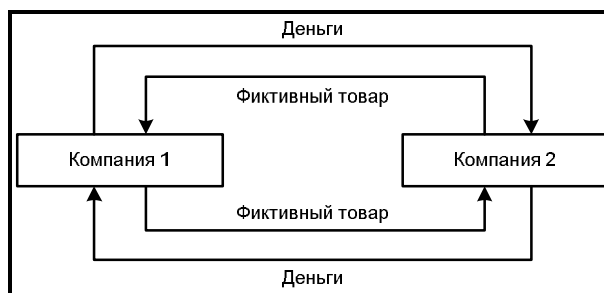 Деньги
Фиктивный товар
Компания 1
Компания 2
Фиктивный товар
Деньги